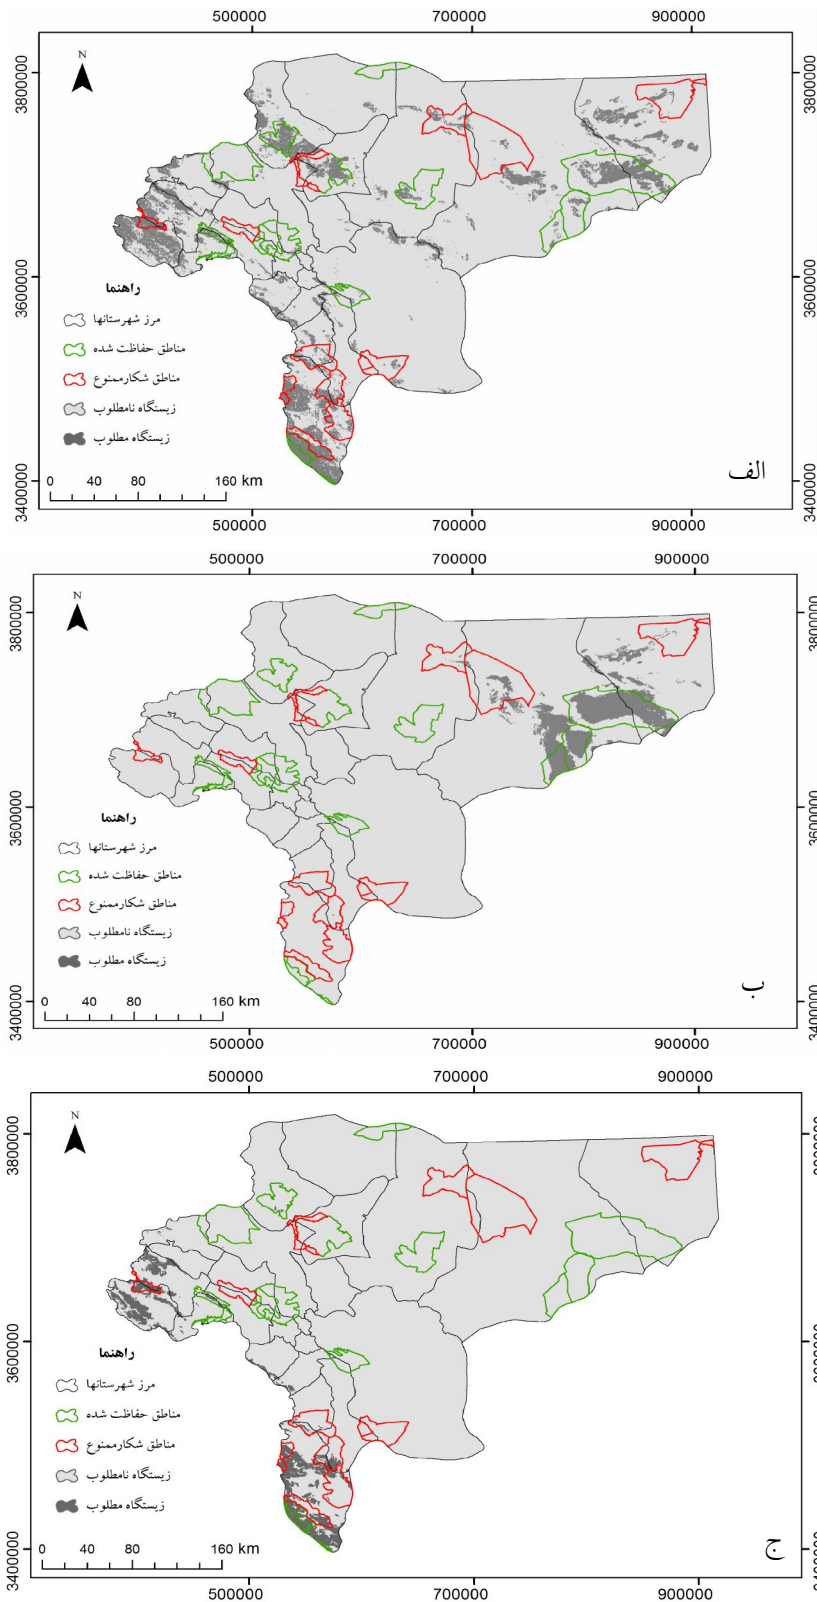 500000 700000 900000
N
3800000 3800000
3600000 3600000
3400000 3400000
راهنما
مرز شهرستانها
مناطق حفاظت شده
مناطق شکارممنوع
زیستگاه نامطلوب
زیستگاه مطلوب
0 40 80 160 km
الف
500000 700000 900000
500000 700000 900000
N
3800000 3800000
3600000 3600000
3400000 3400000
راهنما
مرز شهرستانها
مناطق حفاظت شده
مناطق شکارممنوع
زیستگاه نامطلوب
زیستگاه مطلوب
0 40 80 160 km
ب
500000 700000 900000
500000 700000 900000
N
3800000
3600000
3400000
راهنما
مرز شهرستانها
مناطق حفاظت شده
مناطق شکارممنوع
زیستگاه نامطلوب
زیستگاه مطلوب
0 40 80 160 km
ج
500000 700000 900000